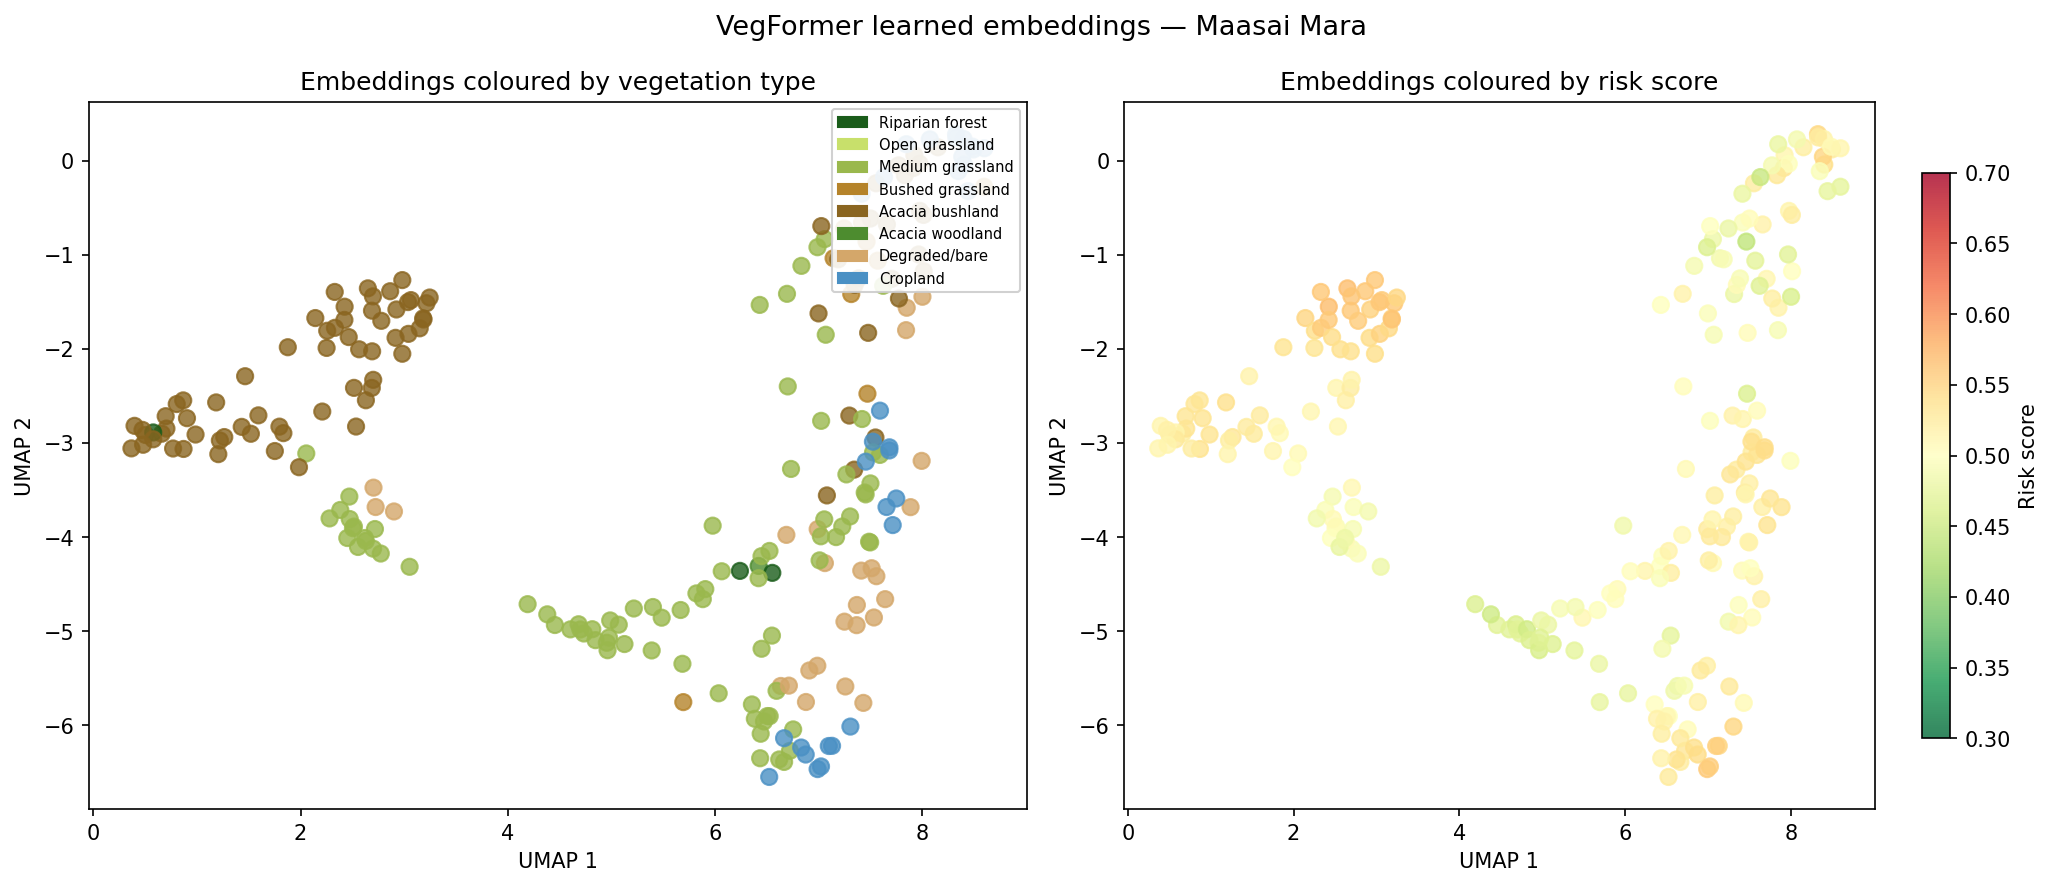 VegFormer learned embeddings — Maasai Mara
Embeddings coloured by vegetation type
Riparian forest
Open grassland
Medium grassland
Bushed grassland
Acacia bushland
Acacia woodland
Degraded/bare
Cropland
0
−1
−2
−3
−4
−5
−6
UMAP 2
0 2 4 6 8
UMAP 1
Embeddings coloured by risk score
0
−1
−2
−3
−4
−5
−6
UMAP 2
0 2 4 6 8
UMAP 1
0.70
0.65
0.60
0.55
0.50
0.45
0.40
0.35
0.30
Risk score